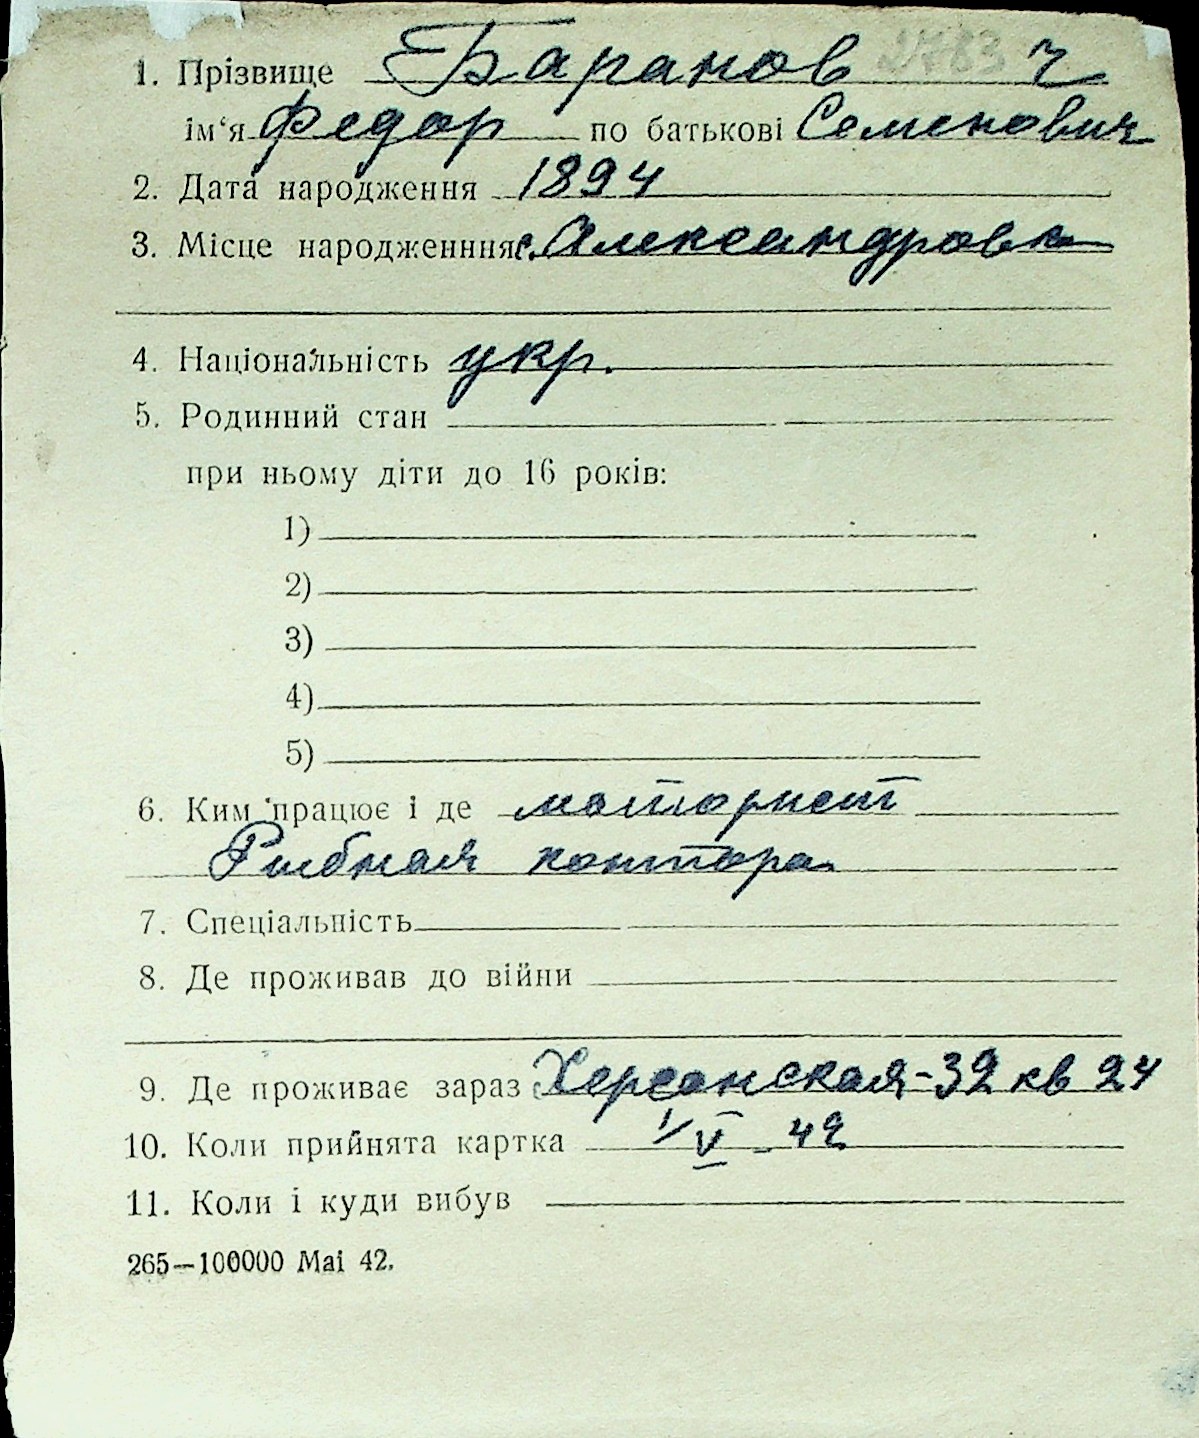 1. Прізвище Баранов 2783 ч
ім'я Федор по батькові Семенович
2. Дата народження 1894
3. Місце народженння с. Александровка
4. Національність укр.
5. Родинний стан
при ньому діти до 16 років:
1)
2)
3)
4)
5)
6. Ким працює і де моторист
Рыбная контора
7. Спеціальність
8. Де проживав до війни
9. Де проживає зараз Херсонская-32 кв 24
10. Коли прийнята картка 1/V - 42
11. Коли і куди вибув
265—100000 Mai 42.